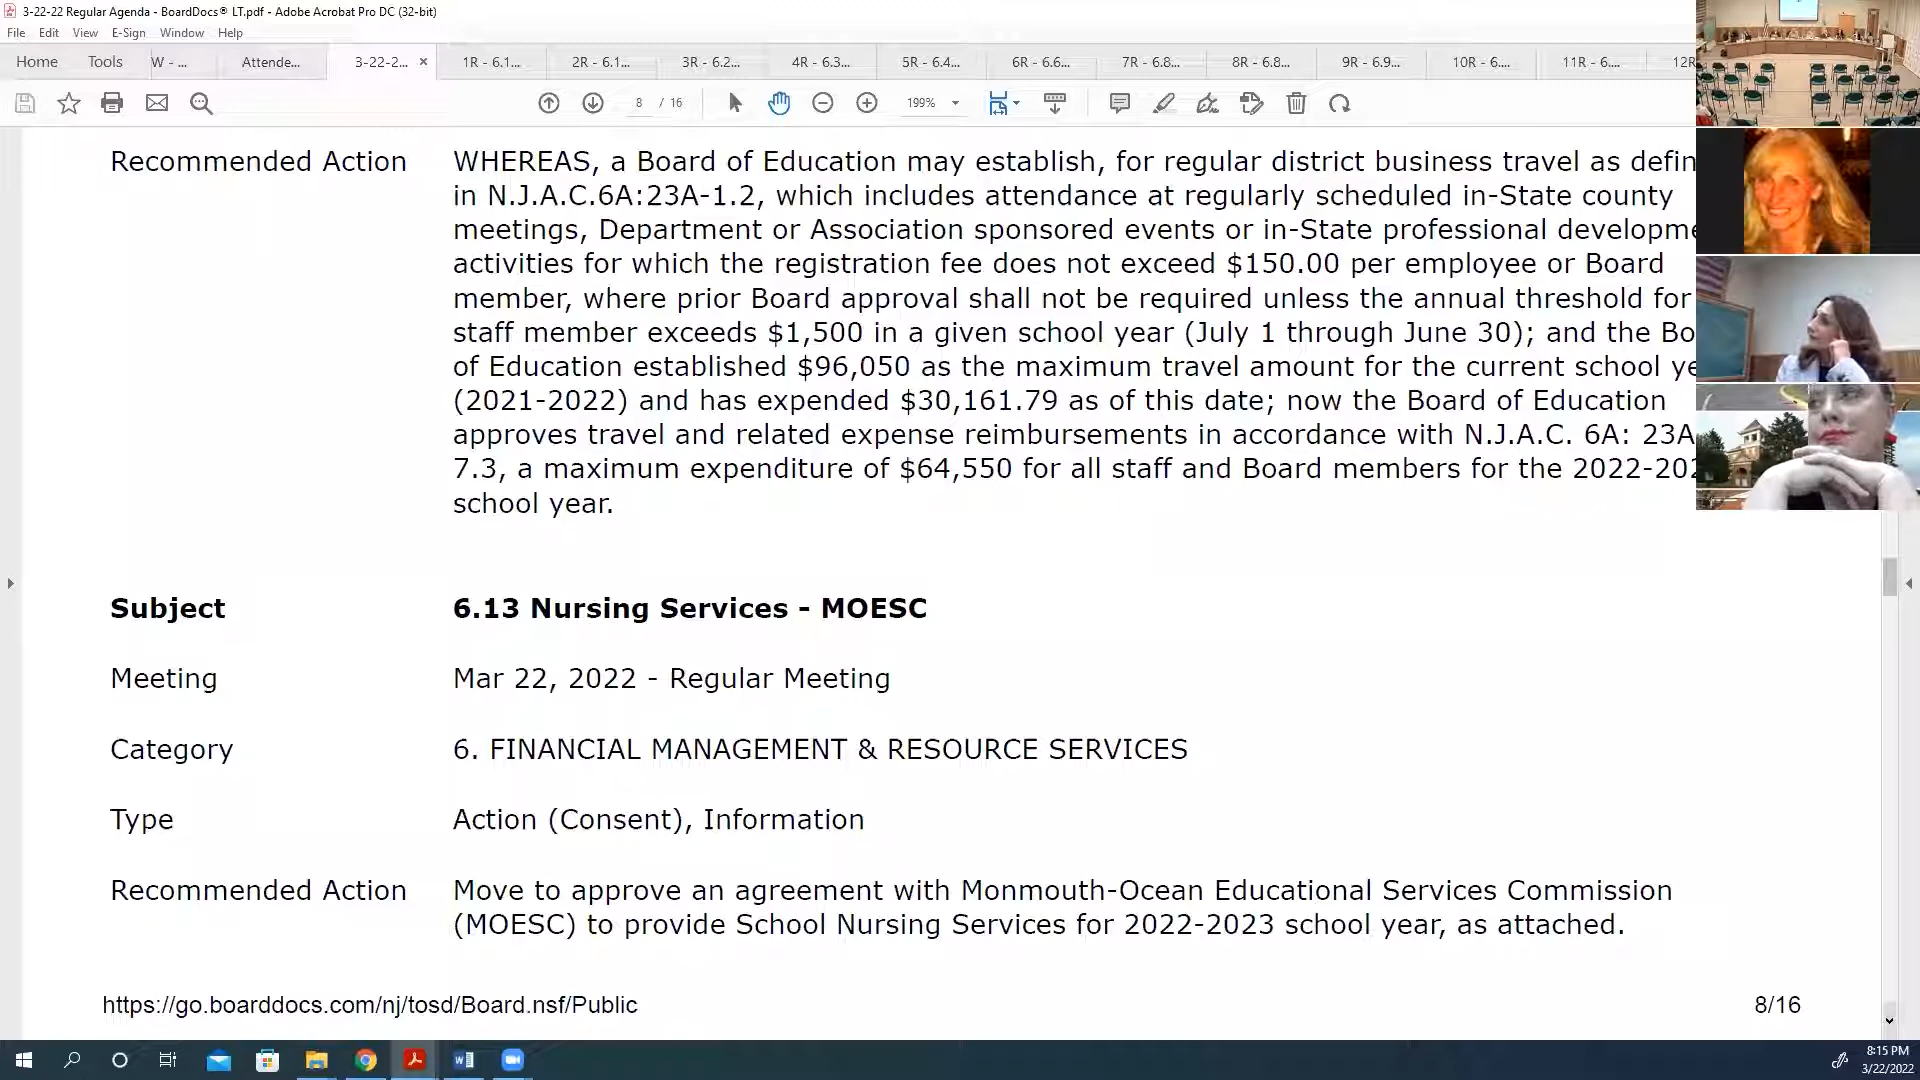 3-22-22 Regular Agenda - BoardDocs® LT.pdf - Adobe Acrobat Pro DC (32-bit)
File Edit View E-Sign Window Help
Home Tools W - ... Attende... 3-22-2... × 1R - 6.1... 2R - 6.1... 3R - 6.2... 4R - 6.3... 5R - 6.4... 6R - 6.6... 7R - 6.8... 8R - 6.8... 9R - 6.9... 10R - 6.... 11R - 6.... 12R
8 / 16 199%
Recommended Action WHEREAS, a Board of Education may establish, for regular district business travel as defin
in N.J.A.C.6A:23A-1.2, which includes attendance at regularly scheduled in-State county
meetings, Department or Association sponsored events or in-State professional developme
activities for which the registration fee does not exceed $150.00 per employee or Board
member, where prior Board approval shall not be required unless the annual threshold for
staff member exceeds $1,500 in a given school year (July 1 through June 30); and the Bo
of Education established $96,050 as the maximum travel amount for the current school ye
(2021-2022) and has expended $30,161.79 as of this date; now the Board of Education
approves travel and related expense reimbursements in accordance with N.J.A.C. 6A: 23A
7.3, a maximum expenditure of $64,550 for all staff and Board members for the 2022-202
school year.
Subject 6.13 Nursing Services - MOESC
Meeting Mar 22, 2022 - Regular Meeting
Category 6. FINANCIAL MANAGEMENT & RESOURCE SERVICES
Type Action (Consent), Information
Recommended Action Move to approve an agreement with Monmouth-Ocean Educational Services Commission
(MOESC) to provide School Nursing Services for 2022-2023 school year, as attached.
https://go.boarddocs.com/nj/tosd/Board.nsf/Public 8/16
8:15 PM
3/22/2022